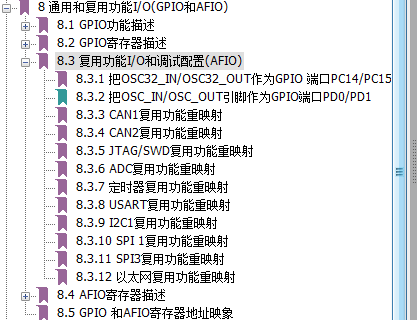 8 通用和复用功能I/O(GPIO和AFIO)
8.1 GPIO功能描述
8.2 GPIO寄存器描述
8.3 复用功能I/O和调试配置(AFIO)
8.3.1 把OSC32_IN/OSC32_OUT作为GPIO 端口PC14/PC15
8.3.2 把OSC_IN/OSC_OUT引脚作为GPIO端口PD0/PD1
8.3.3 CAN1复用功能重映射
8.3.4 CAN2复用功能重映射
8.3.5 JTAG/SWD复用功能重映射
8.3.6 ADC复用功能重映射
8.3.7 定时器复用功能重映射
8.3.8 USART复用功能重映射
8.3.9 I2C1复用功能重映射
8.3.10 SPI 1复用功能重映射
8.3.11 SPI3复用功能重映射
8.3.12 以太网复用功能重映射
8.4 AFIO寄存器描述
8.5 GPIO 和AFIO寄存器地址映象